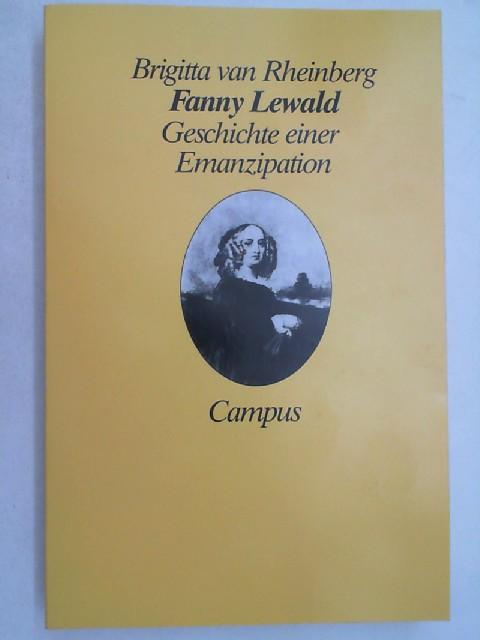 Brigitta van Rheinberg
Fanny Lewald
Geschichte einer
Emanzipation
Campus